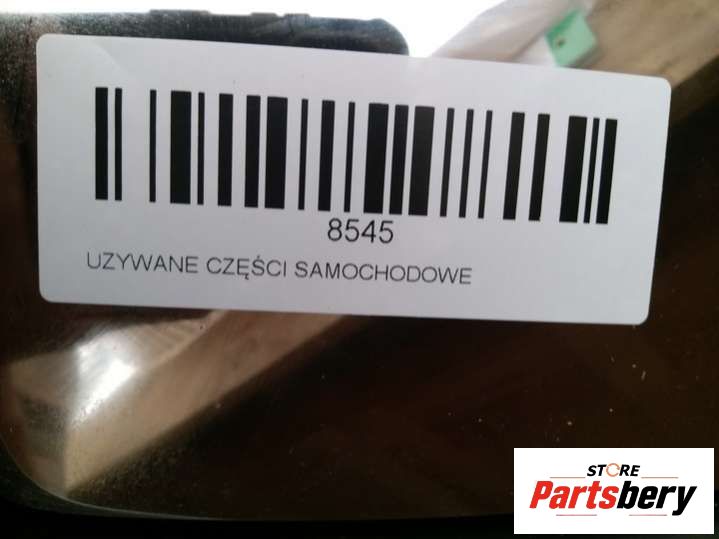 8545
UZYWANE CZĘŚCI SAMOCHODOWE
STORE
Partsbery